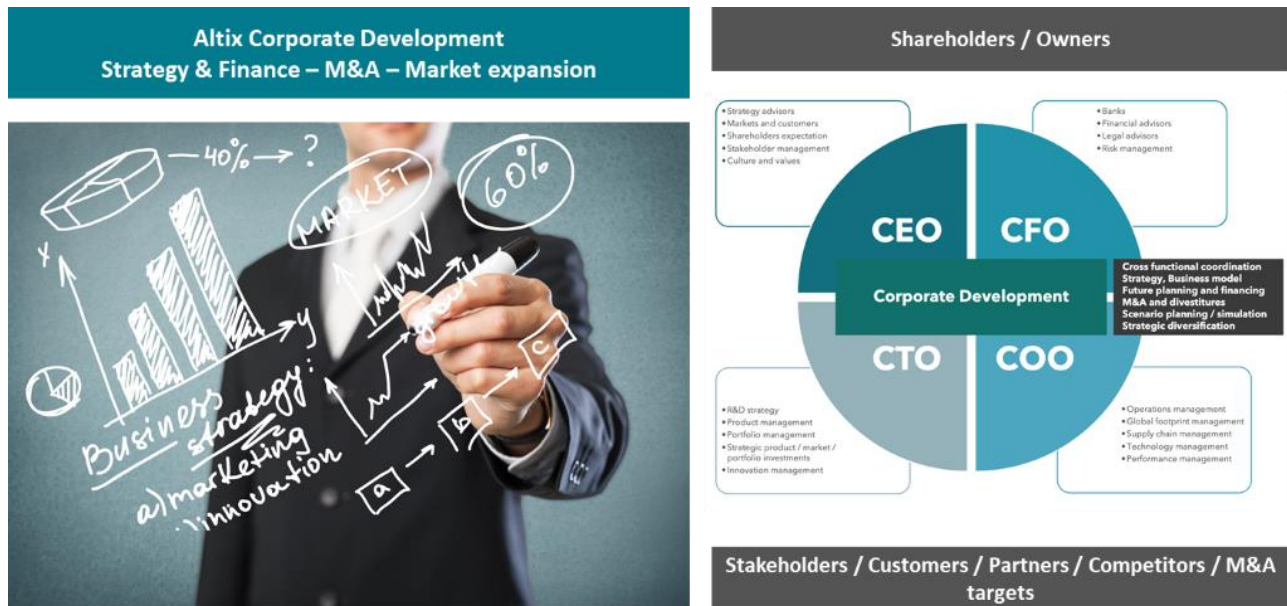 Altix Corporate Development
Strategy & Finance – M&A – Market expansion
40%
?
MARKET
60%
x
y
growth
Business
strategy:
a) marketing
innovation
a
b
c
Shareholders / Owners
• Strategy advisors
• Markets and customers
• Shareholders expectation
• Stakeholder management
• Culture and values
• Banks
• Financial advisors
• Legal advisors
• Risk management
CEO
CFO
Corporate Development
Cross functional coordination
Strategy, Business model
Future planning and financing
M&A and divestitures
Scenario planning / simulation
Strategic diversification
CTO
COO
• R&D strategy
• Product management
• Portfolio management
• Strategic product / market /
portfolio investments
• Innovation management
• Operations management
• Global footprint management
• Supply chain management
• Technology management
• Performance management
Stakeholders / Customers / Partners / Competitors / M&A
targets